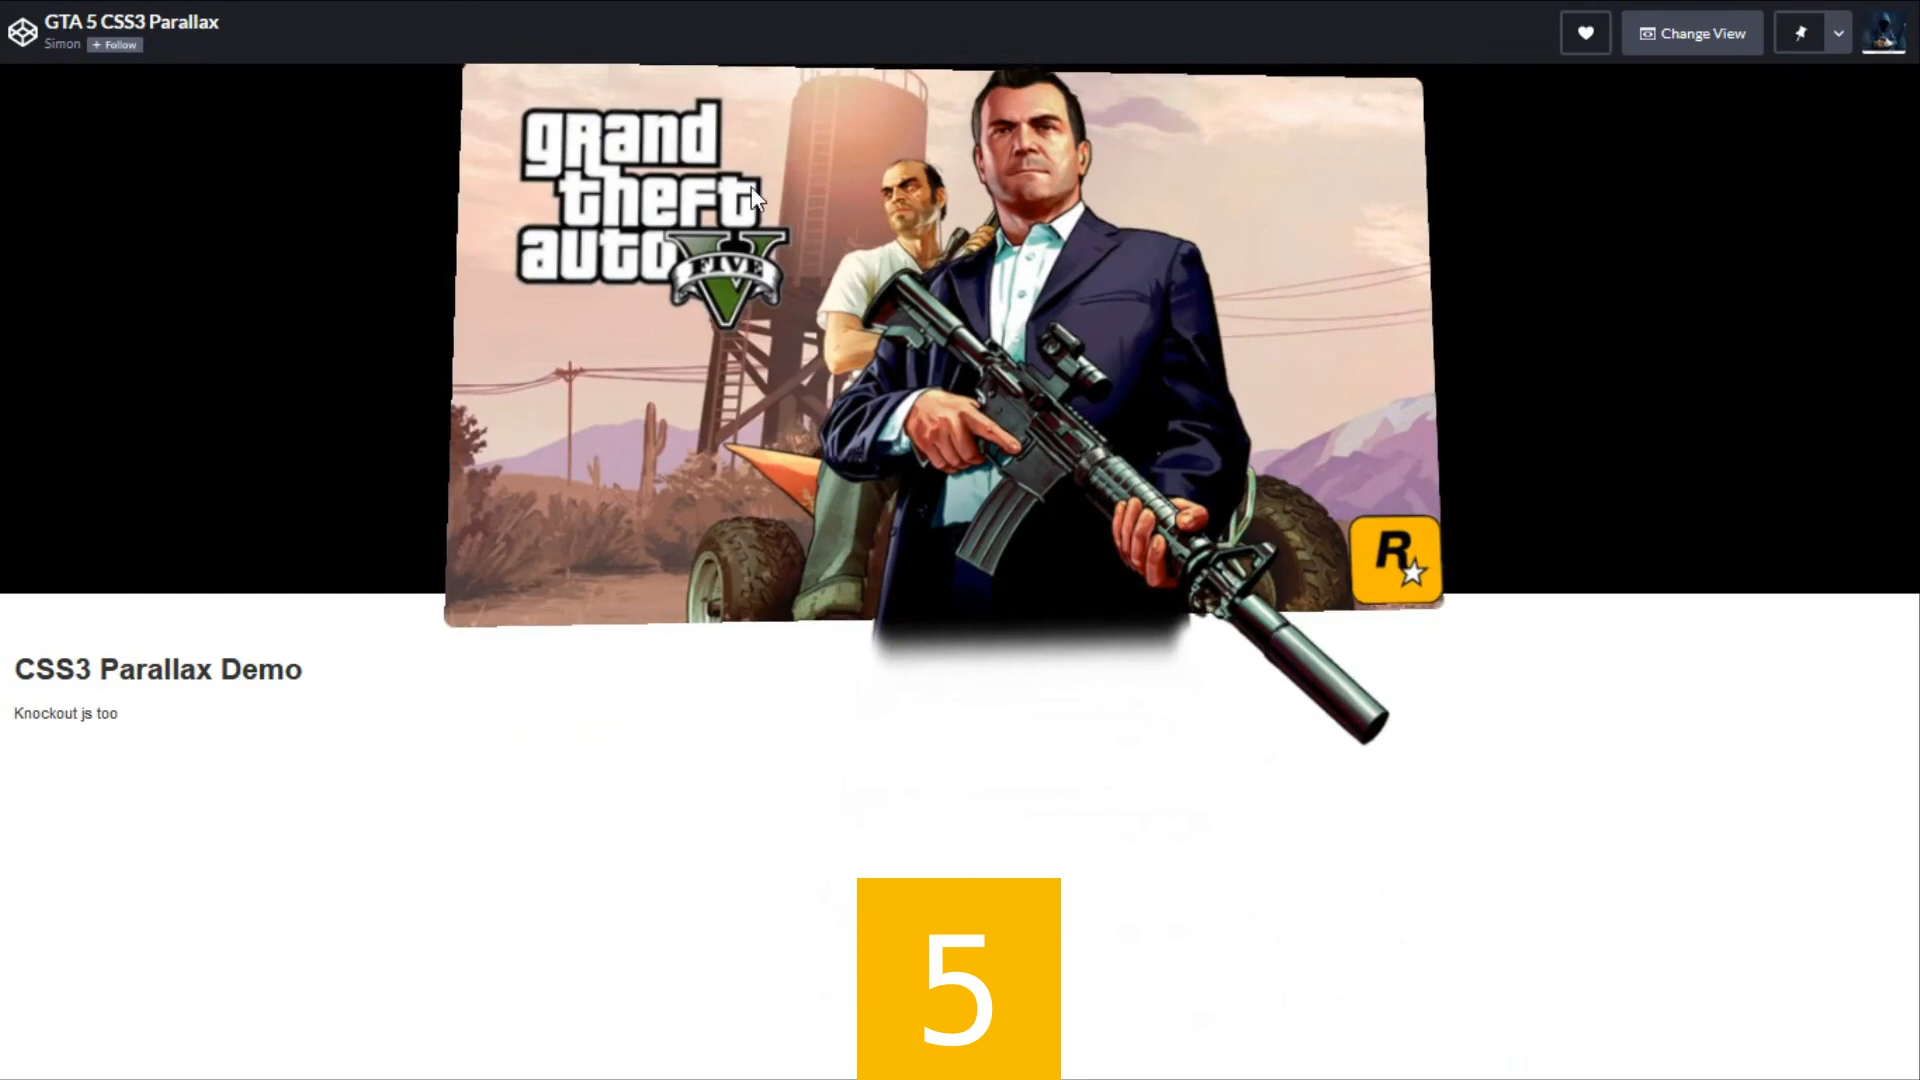 GTA 5 CSS3 Parallax
Simon + Follow
Change View
grand
theft
auto V
FIVE
R
CSS3 Parallax Demo
Knockout js too
5